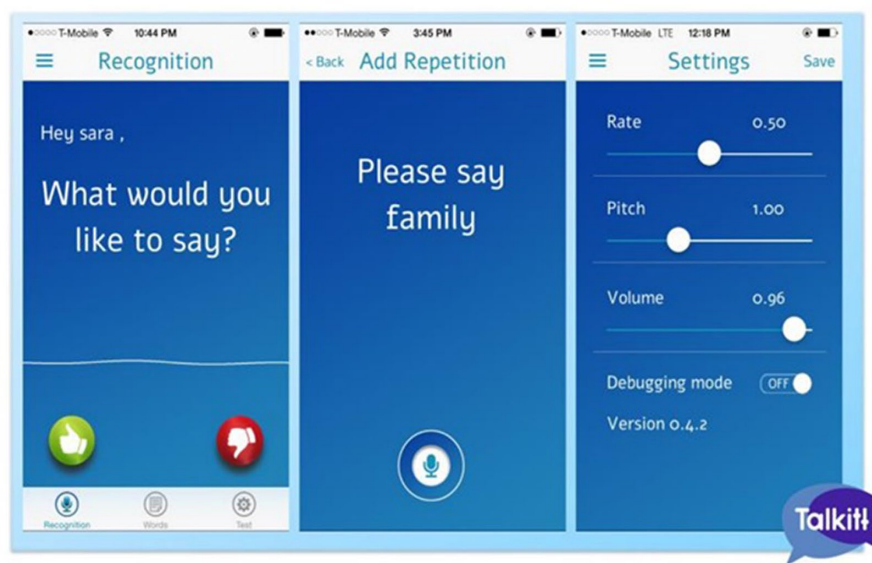 T-Mobile 10:44 PM
Recognition
Hey sara ,
What would you
like to say?
Recognition
Words
Test
T-Mobile 3:45 PM
< Back Add Repetition
Please say
family
T-Mobile LTE 12:18 PM
Settings Save
Rate 0.50
Pitch 1.00
Volume 0.96
Debugging mode OFF
Version 0.4.2
Talkitt